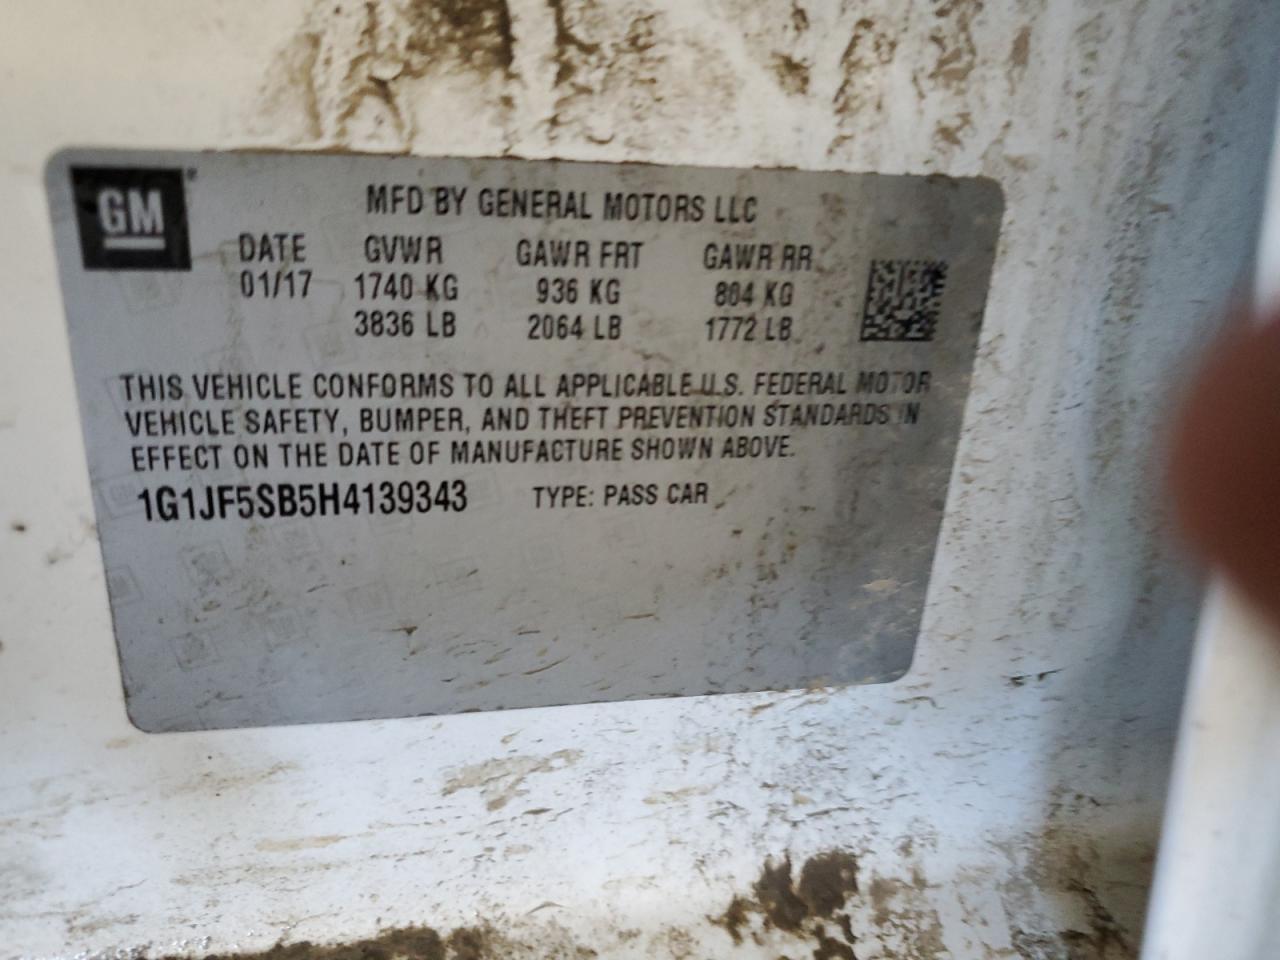 GM
MFD BY GENERAL MOTORS LLC
DATE GVWR GAWR FRT GAWR RR
01/17 1740 KG 936 KG 804 KG
3836 LB 2064 LB 1772 LB
THIS VEHICLE CONFORMS TO ALL APPLICABLE U.S. FEDERAL MOTOR
VEHICLE SAFETY, BUMPER, AND THEFT PREVENTION STANDARDS IN
EFFECT ON THE DATE OF MANUFACTURE SHOWN ABOVE.
1G1JF5SB5H4139343 TYPE: PASS CAR